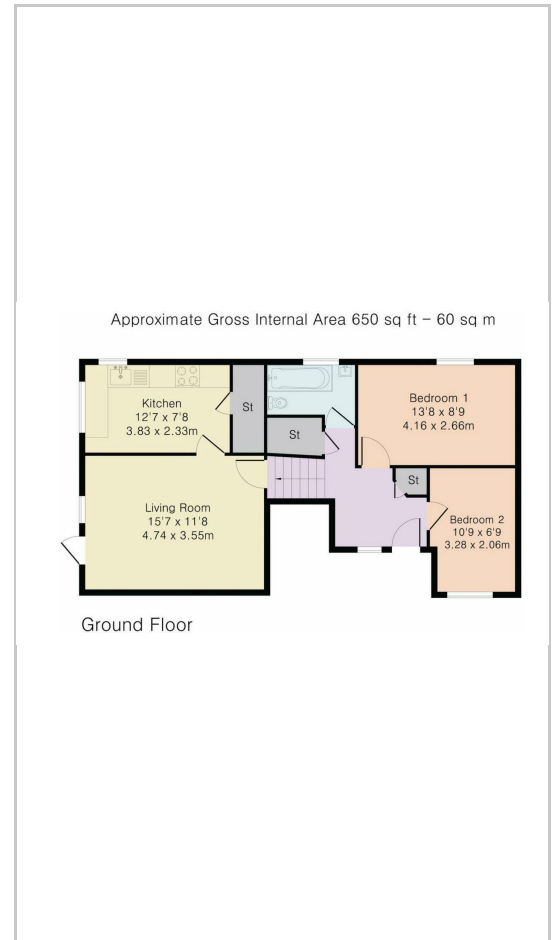 Approximate Gross Internal Area 650 sq ft - 60 sq m
Kitchen
12'7 x 7'8
3.83 x 2.33m
St
St
Bedroom 1
13'8 x 8'9
4.16 x 2.66m
Living Room
15'7 x 11'8
4.74 x 3.55m
St
Bedroom 2
10'9 x 6'9
3.28 x 2.06m
Ground Floor